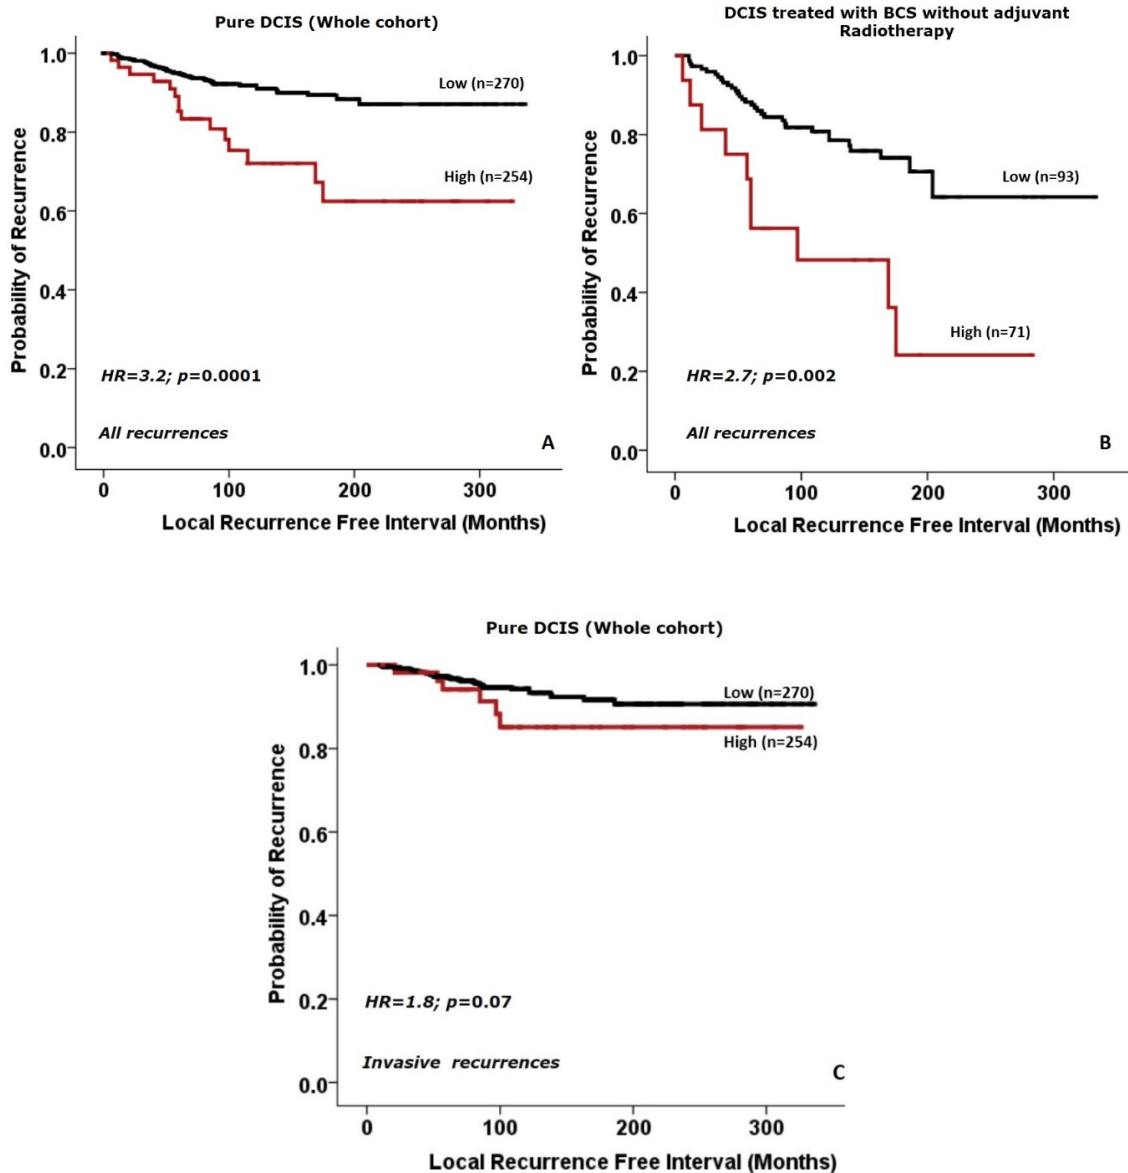 Pure DCIS (Whole cohort)
Probability of Recurrence
1.0
0.8
0.6
0.4
0.2
0.0
Low (n=270)
High (n=254)
HR=3.2; p=0.0001
All recurrences
A
0
100
200
300
Local Recurrence Free Interval (Months)
DCIS treated with BCS without adjuvant
Radiotherapy
Probability of Recurrence
1.0
0.8
0.6
0.4
0.2
0.0
Low (n=93)
High (n=71)
HR=2.7; p=0.002
All recurrences
B
0
100
200
300
Local Recurrence Free Interval (Months)
Pure DCIS (Whole cohort)
Probability of Recurrence
1.0
0.8
0.6
0.4
0.2
0.0
Low (n=270)
High (n=254)
HR=1.8; p=0.07
Invasive recurrences
C
0
100
200
300
Local Recurrence Free Interval (Months)